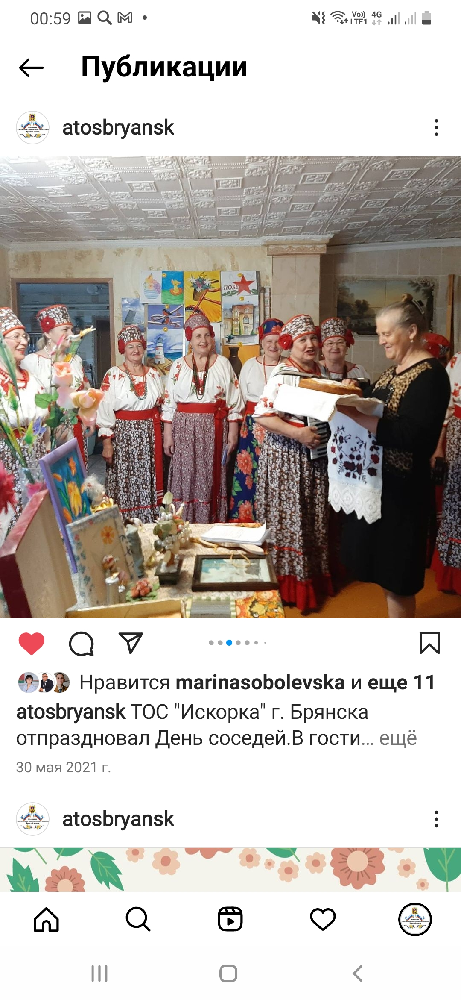 00:59
Vo)) 4G
LTE1
Публикации
atosbryansk
ПОБЕ
Нравится marinasobolevska и еще 11
atosbryansk ТОС "Искорка" г. Брянска
отпраздновал День соседей.В гости... ещё
30 мая 2021 г.
atosbryansk